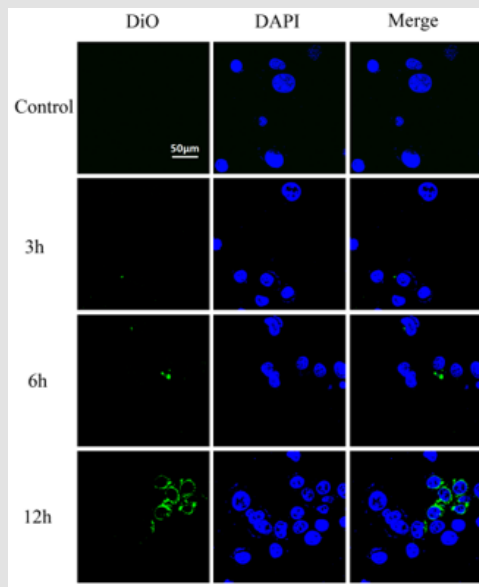 DiO DAPI Merge
Control
50μm
3h
6h
12h